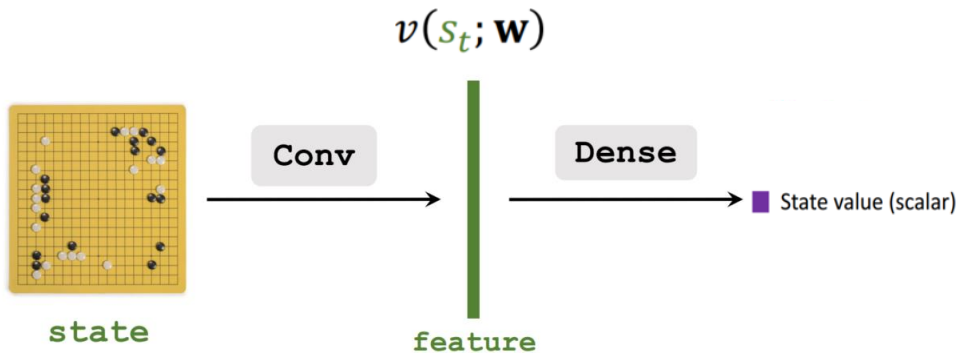 v(s_t; w)
Conv
Dense
State value (scalar)
state
feature